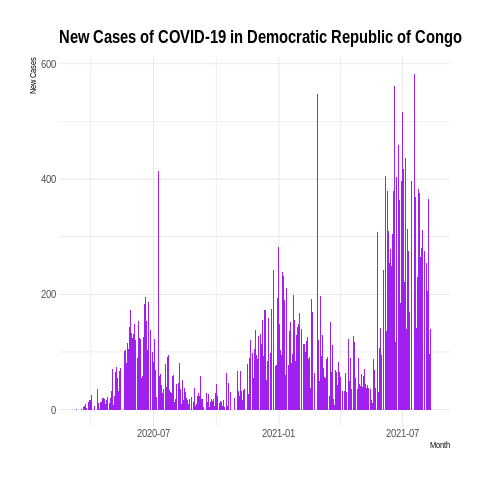 New Cases of COVID-19 in Democratic Republic of Congo
New Cases
600
400
200
0
2020-07
2021-01
2021-07
Month